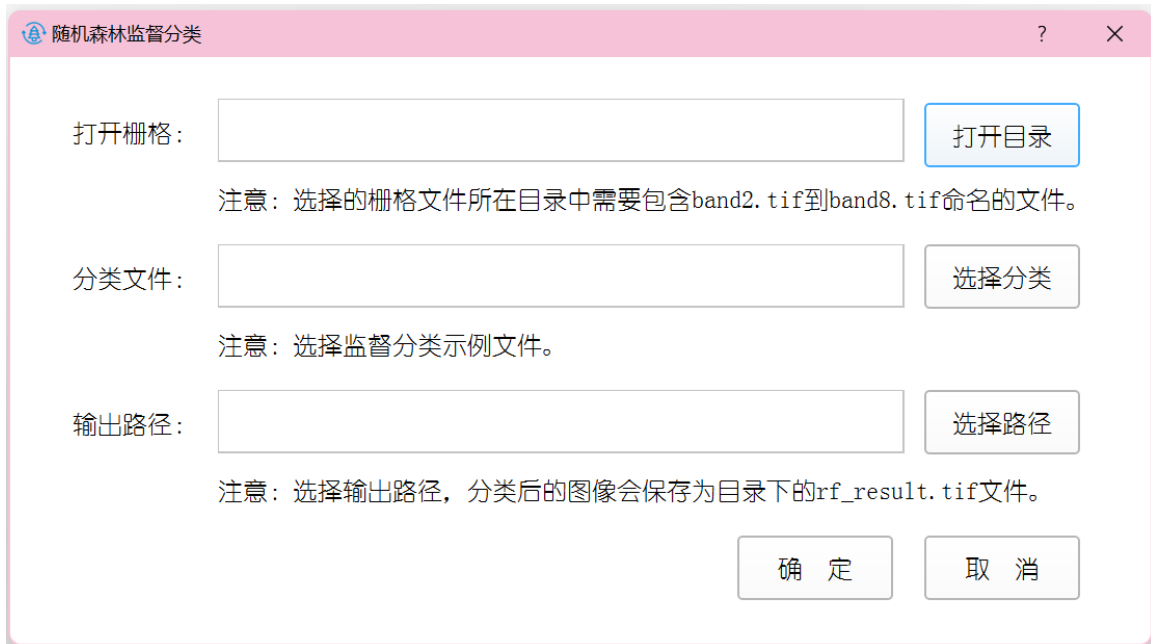 随机森林监督分类 ?
打开栅格: 打开目录
注意: 选择的栅格文件所在目录中需要包含band2.tif到band8.tif命名的文件。
分类文件: 选择分类
注意: 选择监督分类示例文件。
输出路径: 选择路径
注意: 选择输出路径, 分类后的图像会保存为目录下的rf_result.tif文件。
确 定 取 消